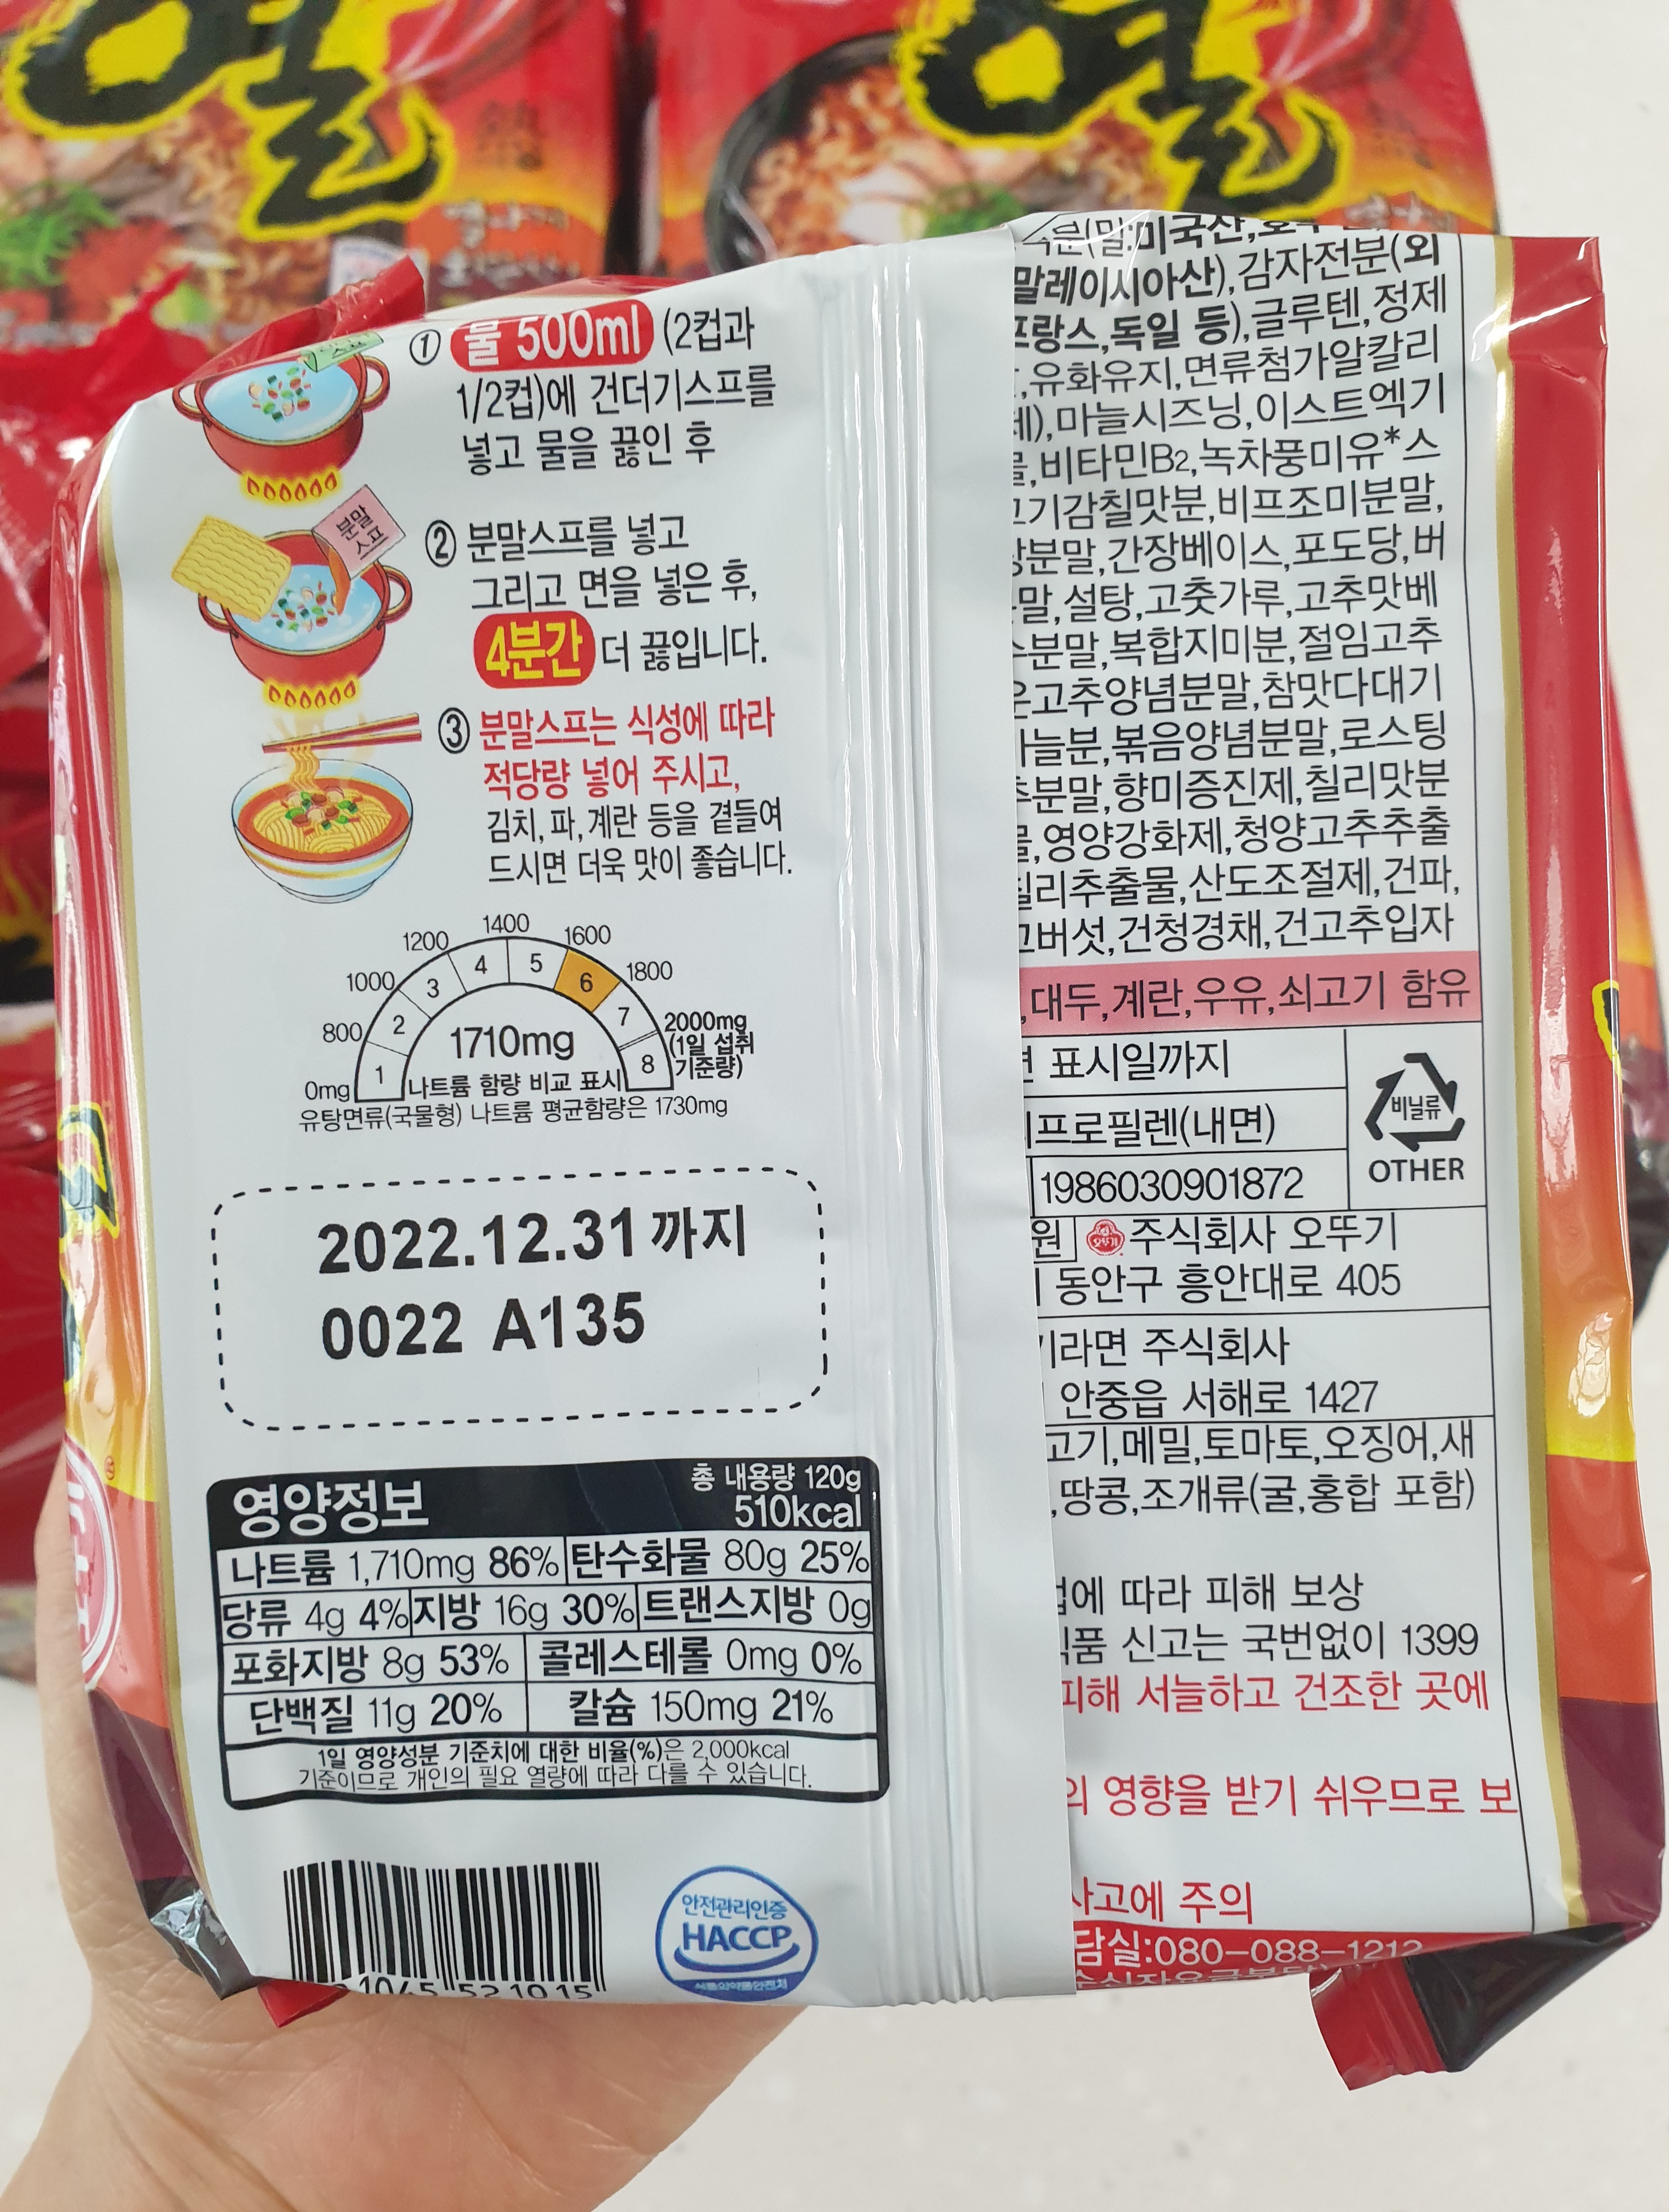 열
열
① 물 500ml (2컵과
1/2컵)에 건더기스프를
넣고 물을 끓인 후
분말
스프
② 분말스프를 넣고
그리고 면을 넣은 후,
4분간 더 끓입니다.
③ 분말스프는 식성에 따라
적당량 넣어 주시고,
김치, 파, 계란 등을 곁들여
드시면 더욱 맛이 좋습니다.
0mg 800 1000 1200 1400 1600 1800 2000mg
(1일 섭취
기준량)
1 2 3 4 5 6 7 8
1710mg
나트륨 함량 비교 표시
유탕면류(국물형) 나트륨 평균함량은 1730mg
2022.12.31까지
0022 A135
영양정보
총 내용량 120g
510kcal
나트륨 1,710mg 86% 탄수화물 80g 25%
당류 4g 4% 지방 16g 30% 트랜스지방 0g
포화지방 8g 53% 콜레스테롤 0mg 0%
단백질 11g 20% 칼슘 150mg 21%
1일 영양성분 기준치에 대한 비율(%)은 2,000kcal
기준이므로 개인의 필요 열량에 따라 다를 수 있습니다.
1045 521015
안전관리인증
HACCP
식품의약품안전처
분(밀:미국산,
말레이시아산),감자전분(외
프랑스,독일 등),글루텐,정제
,유화유지,면류첨가알칼리
제),마늘시즈닝,이스트엑기
,비타민B2,녹차풍미유*스
고기감칠맛분,비프조미분말,
분말,간장베이스,포도당,버
말,설탕,고춧가루,고추맛베
분말,복합지미분,절임고추
운고추양념분말,참맛다대기
마늘분,볶음양념분말,로스팅
추분말,향미증진제,칠리맛분
,영양강화제,청양고추추출
칠리추출물,산도조절제,건파,
고버섯,건청경채,건고추입자
,대두,계란,우유,쇠고기 함유
면 표시일까지
프로필렌(내면)
비닐류
OTHER
1986030901872
원 오뚜기 주식회사 오뚜기
동안구 흥안대로 405
기라면 주식회사
안중읍 서해로 1427
고기,메밀,토마토,오징어,새
,땅콩,조개류(굴,홍합 포함)
에 따라 피해 보상
식품 신고는 국번없이 1399
피해 서늘하고 건조한 곳에
의 영향을 받기 쉬우므로 보
사고에 주의
담실:080-088-1212